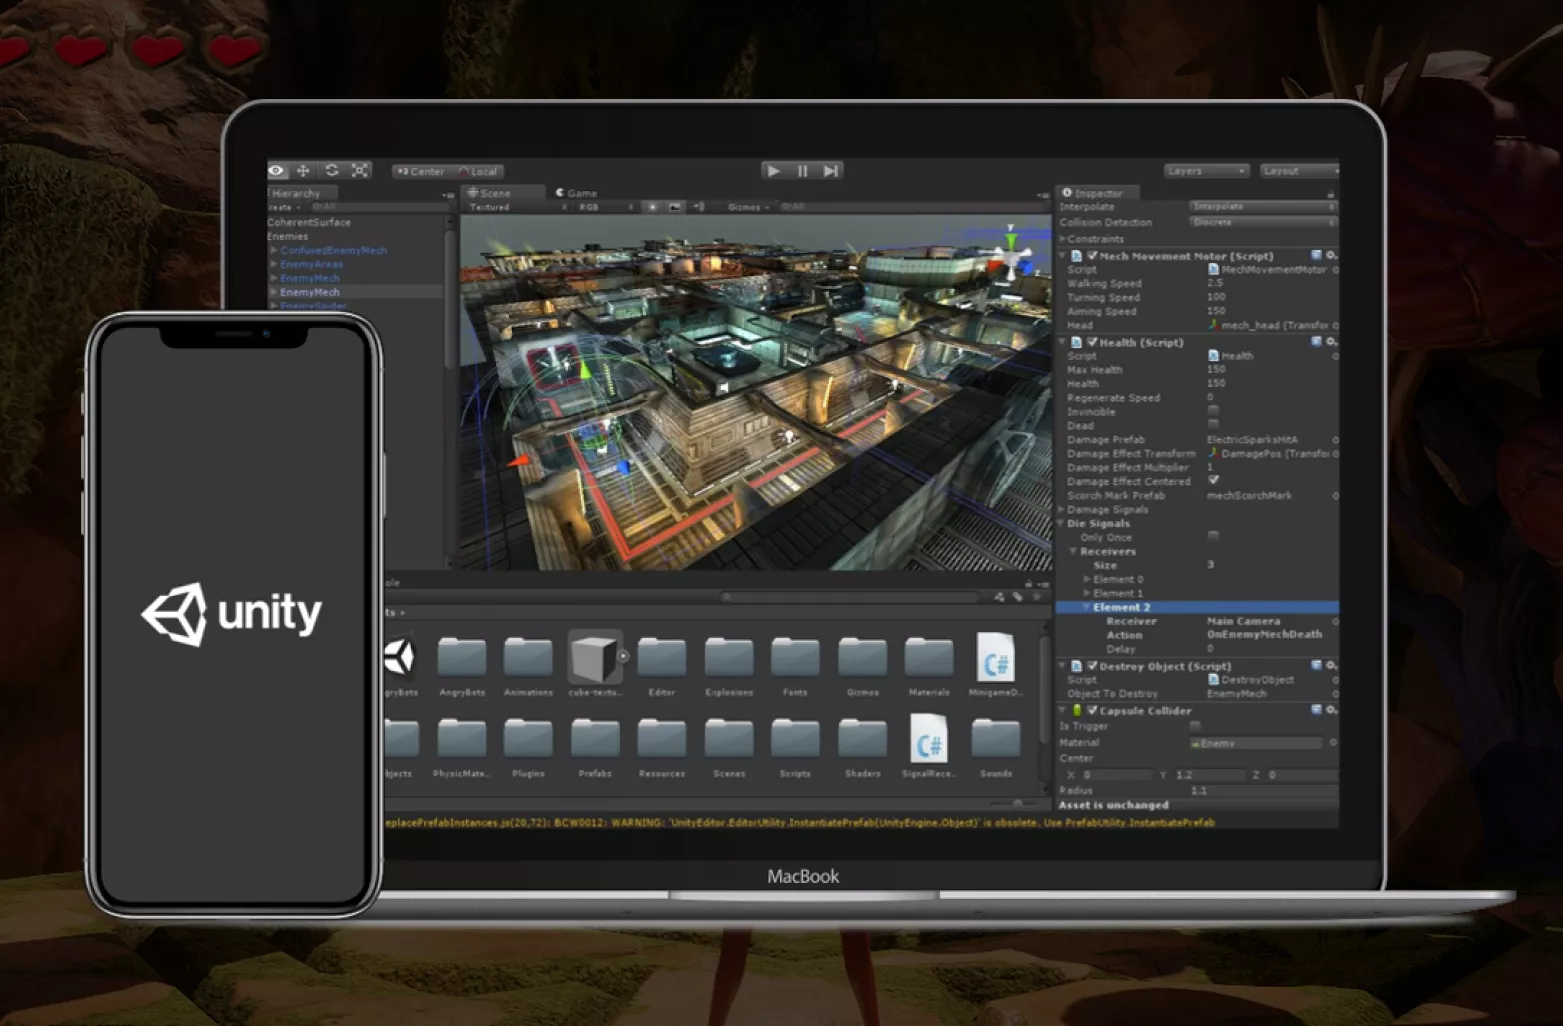 Center Local
Layers Layout
Hierarchy
Scene Game
Inspector
reate
Textured RGB Gizmos
Interpolate Interpolate
CoherentSurface
Collision Detection Discrete
Enemies
Constraints
ConfusedEnemyMech
Mech Movement Motor (Script)
EnemyAreas
Script MechMovementMotor
EnemyMech
Walking Speed 2.5
EnemyMech
Turning Speed 100
EnemySpider
Aiming Speed 150
Head mech_head (Transfor
Health (Script)
Script Health
Max Health 150
Health 150
Regenerate Speed 0
Invincible
Dead
Damage Prefab ElectricSparksHitA
Damage Effect Transform DamagePos (Transfor
Damage Effect Multiplier 1
Damage Effect Centered
Scorch Mark Prefab mechScorchMark
Damage Signals
Die Signals
Only Once
Receivers
Size 3
Element 0
Element 1
Element 2
Receiver Main Camera
Action OnEnemyMechDeath
Delay 0
Destroy Object (Script)
Script DestroyObject
Object To Destroy EnemyMech
Capsule Collider
Is Trigger
Material Enemy
Center
X 0 Y 1.2 Z 0
Radius 1.1
Asset is unchanged
ole
ts
unity
gryBots AngryBots Animations cube-textu... Editor Explosions Fonts Gizmos Materials MinigameD...
C#
bjects PhysicMate... Plugins Prefabs Resources Scenes Scripts Shaders SignalRece... Sounds
C#
eplacePrefabInstances.js(20,72): BCW0012: WARNING: 'UnityEditor.EditorUtility.InstantiatePrefab(UnityEngine.Object)' is obsolete. Use PrefabUtility.InstantiatePrefab
MacBook